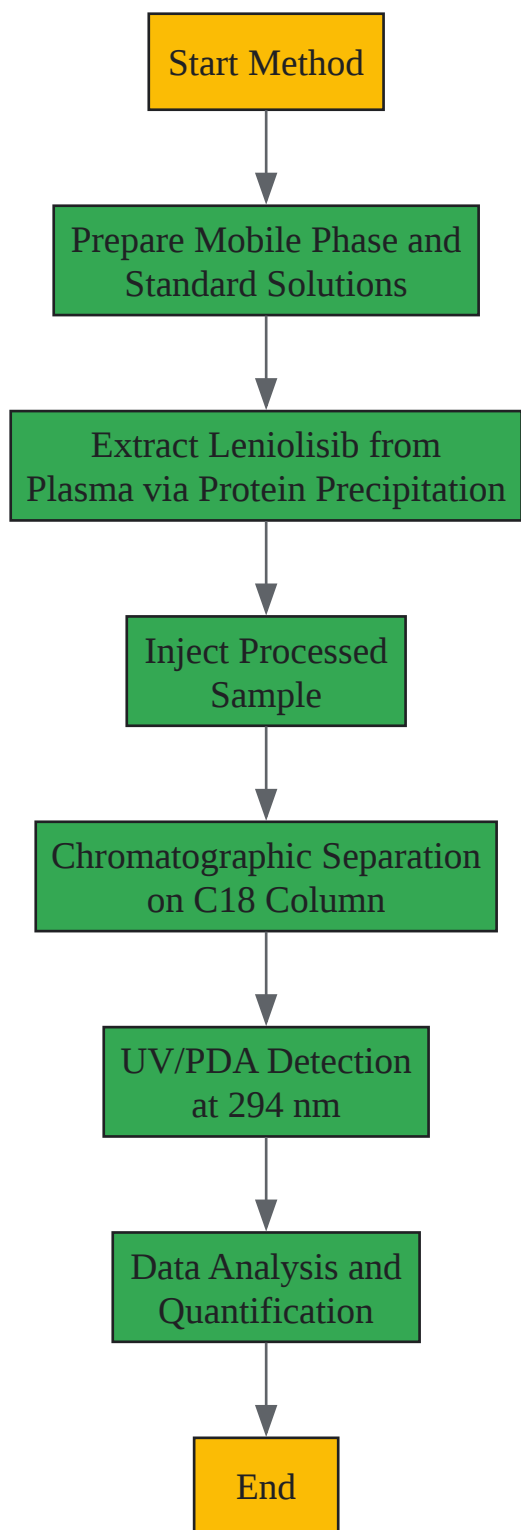 Start Method
Prepare Mobile Phase and
Standard Solutions
Extract Leniolisib from
Plasma via Protein Precipitation
Inject Processed
Sample
Chromatographic Separation
on C18 Column
UV/PDA Detection
at 294 nm
Data Analysis and
Quantification
End